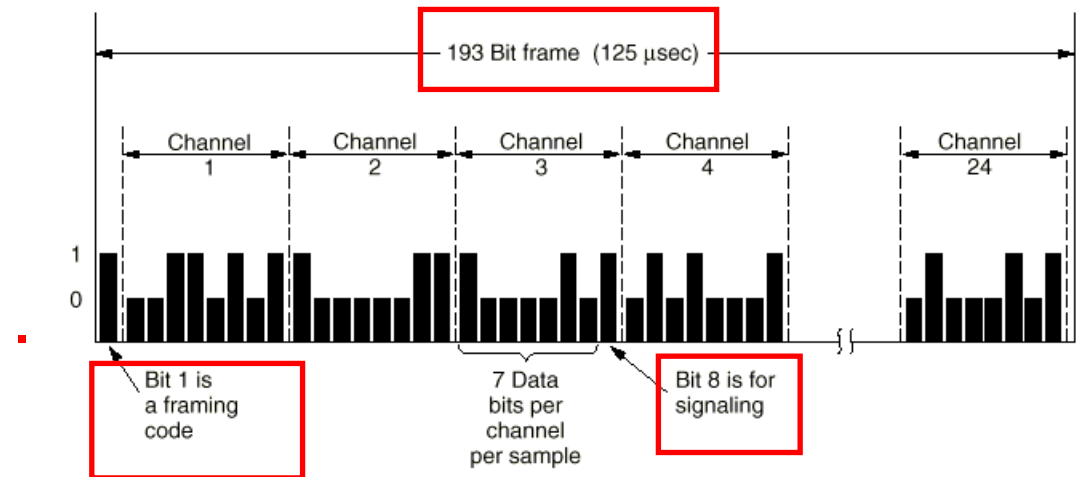 193 Bit frame (125 μsec)
Channel
1
Channel
2
Channel
3
Channel
4
Channel
24
1
0
Bit 1 is
a framing
code
7 Data
bits per
channel
per sample
Bit 8 is for
signaling